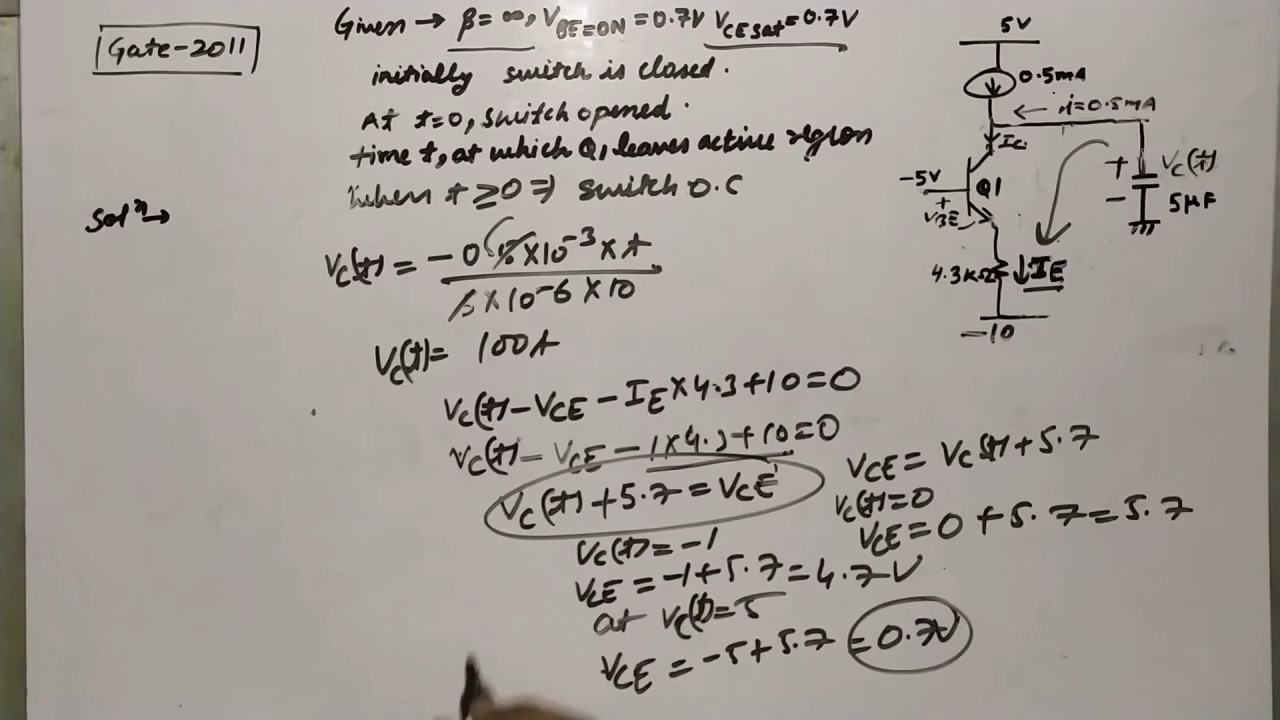 Gate-2011
Given → β = ∞, VBE=ON = 0.7V VCE sat = 0.7V
initially switch is closed.
At t=0, switch opened.
time t, at which Q1 leaves active region
When t ≥ 0 ⇒ switch O.C
Solⁿ→
VC(t) = -0.5×10-3 × t
5×10-6 × 10
VC(t) = 100t
VC(t) - VCE - IE×4.3+10=0
VC(t) - VCE - 1×4.3+10=0
VC(t) + 5.7 = VCE
VC(t) = -1
VCE = -1+5.7 = 4.7V
at VC(t) = 5
VCE = -5+5.7 = 0.7V
VCE = VC(t) + 5.7
VC(t) = 0
VCE = 0 + 5.7 = 5.7
5V
0.5mA
← i=0.5mA
IC
-5V
Q1
+
VBE
-
4.3KΩ
↓IE
-10
+
-
VC(t)
5µF